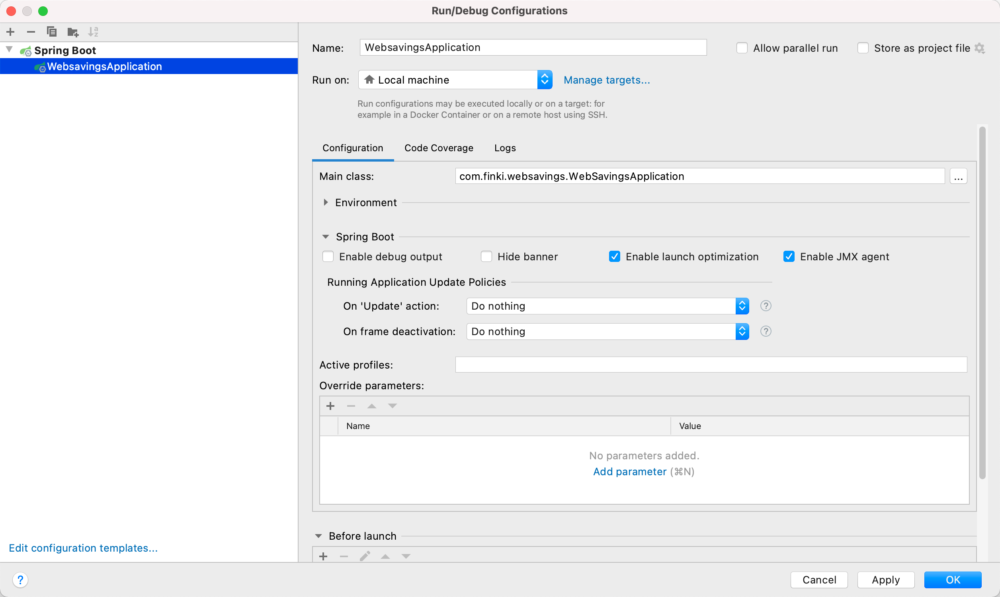 Run/Debug Configurations
Spring Boot
WebsavingsApplication
Edit configuration templates...
Name: WebsavingsApplication Allow parallel run Store as project file
Run on: Local machine Manage targets...
Run configurations may be executed locally or on a target: for
example in a Docker Container or on a remote host using SSH.
Configuration Code Coverage Logs
Main class: com.finki.websavings.WebSavingsApplication ...
Environment
Spring Boot
Enable debug output Hide banner Enable launch optimization Enable JMX agent
Running Application Update Policies
On 'Update' action: Do nothing ?
On frame deactivation: Do nothing ?
Active profiles:
Override parameters:
Name Value
No parameters added.
Add parameter (⌘N)
Before launch
? Cancel Apply OK